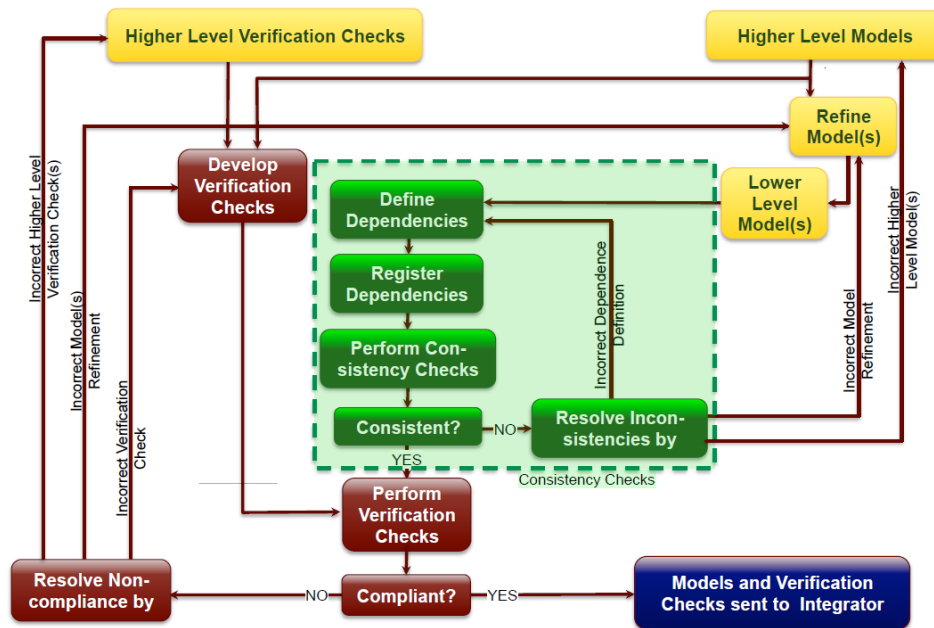 Higher Level Verification Checks
Higher Level Models
Refine
Model(s)
Develop
Verification
Checks
Define
Dependencies
Lower
Level
Model(s)
Register
Dependencies
Perform Con-
sistency Checks
Consistent?
NO
Resolve Incon-
sistencies by
Incorrect Dependence
Definition
Incorrect Model
Refinement
Incorrect Higher
Level Model(s)
Incorrect Higher Level
Verification Check(s)
Incorrect Model(s)
Refinement
Incorrect Verification
Check
YES
Consistency Checks
Perform
Verification
Checks
Resolve Non-
compliance by
NO
Compliant?
YES
Models and Verification
Checks sent to Integrator